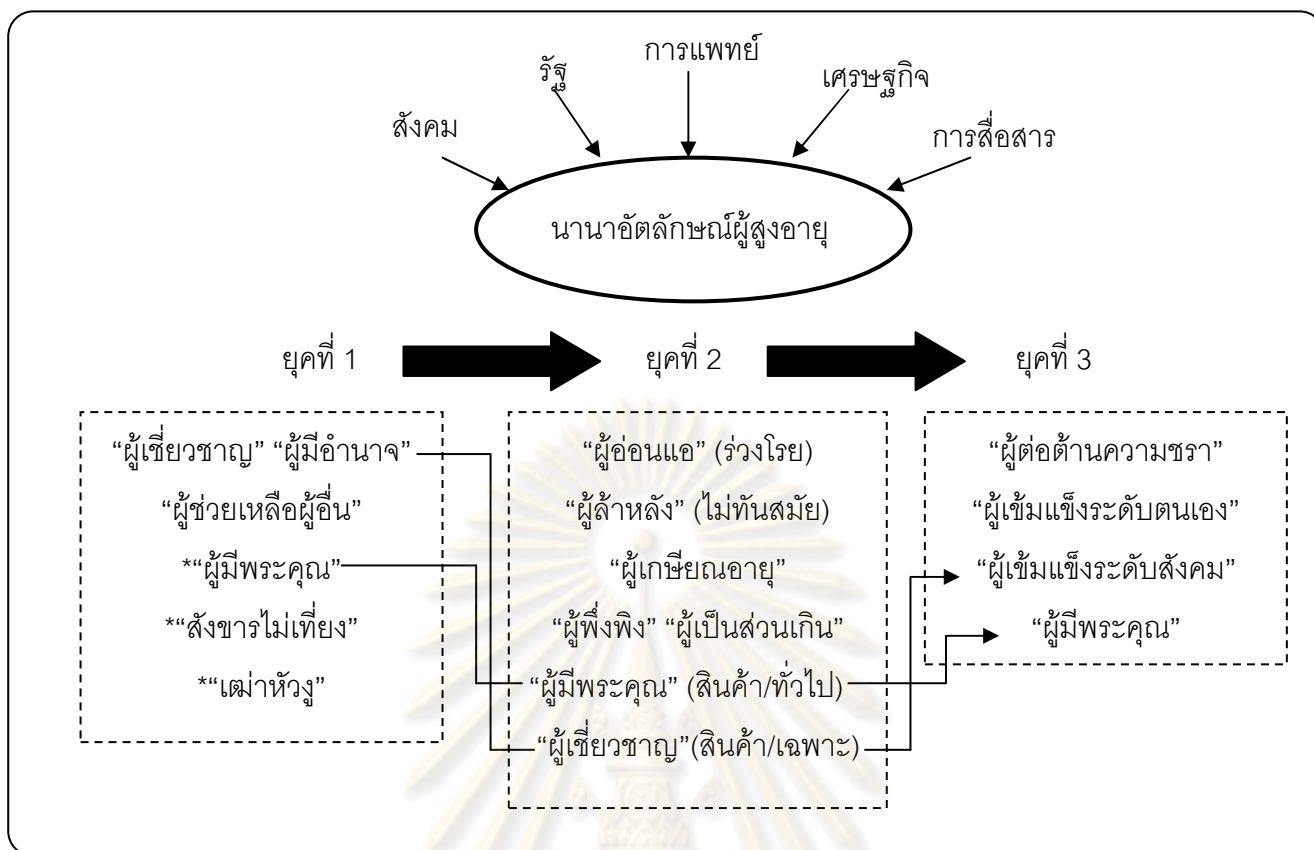 การแพทย์
รัฐ
เศรษฐกิจ
สังคม
การสื่อสาร
นานาอัตลักษณ์ผู้สูงอายุ
ยุคที่ 1
ยุคที่ 2
ยุคที่ 3
“ผู้เชี่ยวชาญ” “ผู้มีอำนาจ”
“ผู้ช่วยเหลือผู้อื่น”
*“ผู้มีพระคุณ”
*“สังขารไม่เที่ยง”
*“เฒ่าหัวงู”
“ผู้อ่อนแอ” (ร่วงโรย)
“ผู้ล้าหลัง” (ไม่ทันสมัย)
“ผู้เกษียณอายุ”
“ผู้พึ่งพิง” “ผู้เป็นส่วนเกิน”
“ผู้มีพระคุณ” (สินค้า/ทั่วไป)
“ผู้เชี่ยวชาญ”(สินค้า/เฉพาะ)
“ผู้ต่อต้านความชรา”
“ผู้เข้มแข็งระดับตนเอง”
“ผู้เข้มแข็งระดับสังคม”
“ผู้มีพระคุณ”